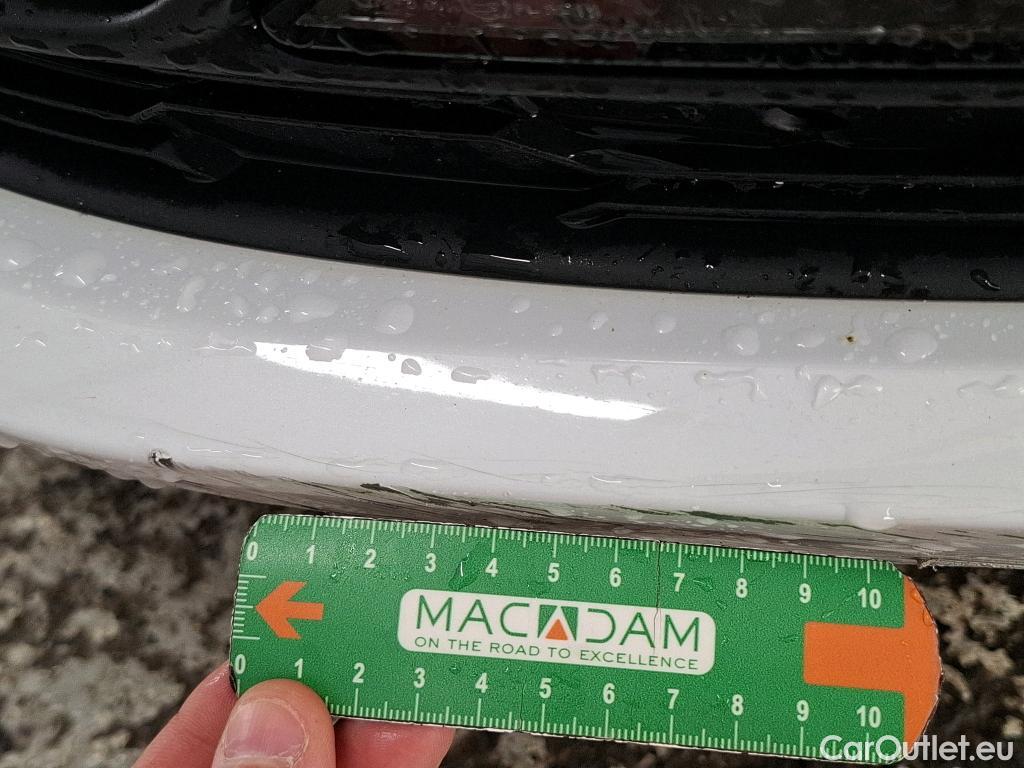 0 1 2 3 4 5 6 7 8 9 10
MACADAM
ON THE ROAD TO EXCELLENCE
0 1 2 3 4 5 6 7 8 9 10
CarOutlet.eu